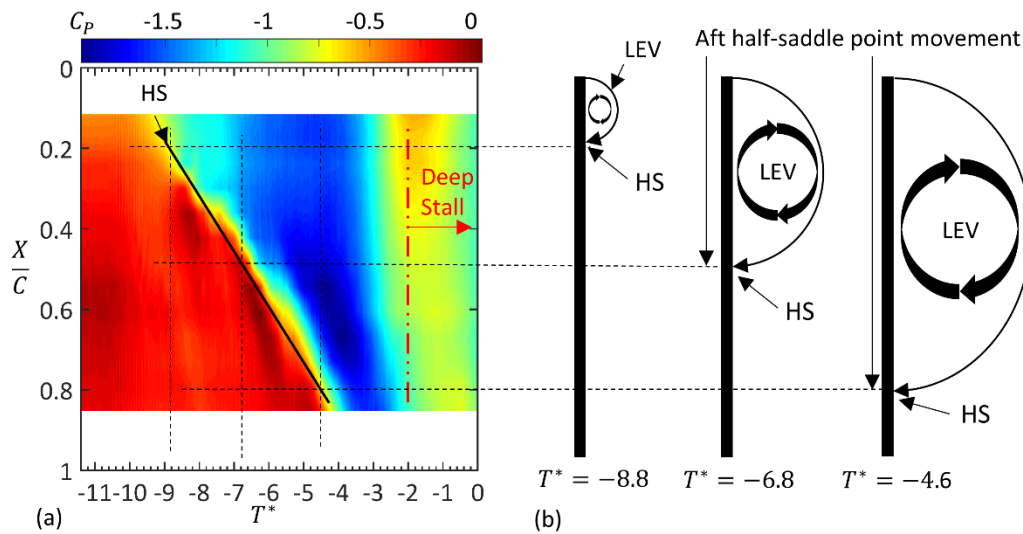 C_P -1.5 -1 -0.5 0
HS
Deep
Stall
X
C
0
0.2
0.4
0.6
0.8
1
-11 -10 -9 -8 -7 -6 -5 -4 -3 -2 -1 0
T*
(a)
LEV
Aft half-saddle point movement
HS
LEV
HS
LEV
HS
T* = −8.8
T* = −6.8
T* = −4.6
(b)